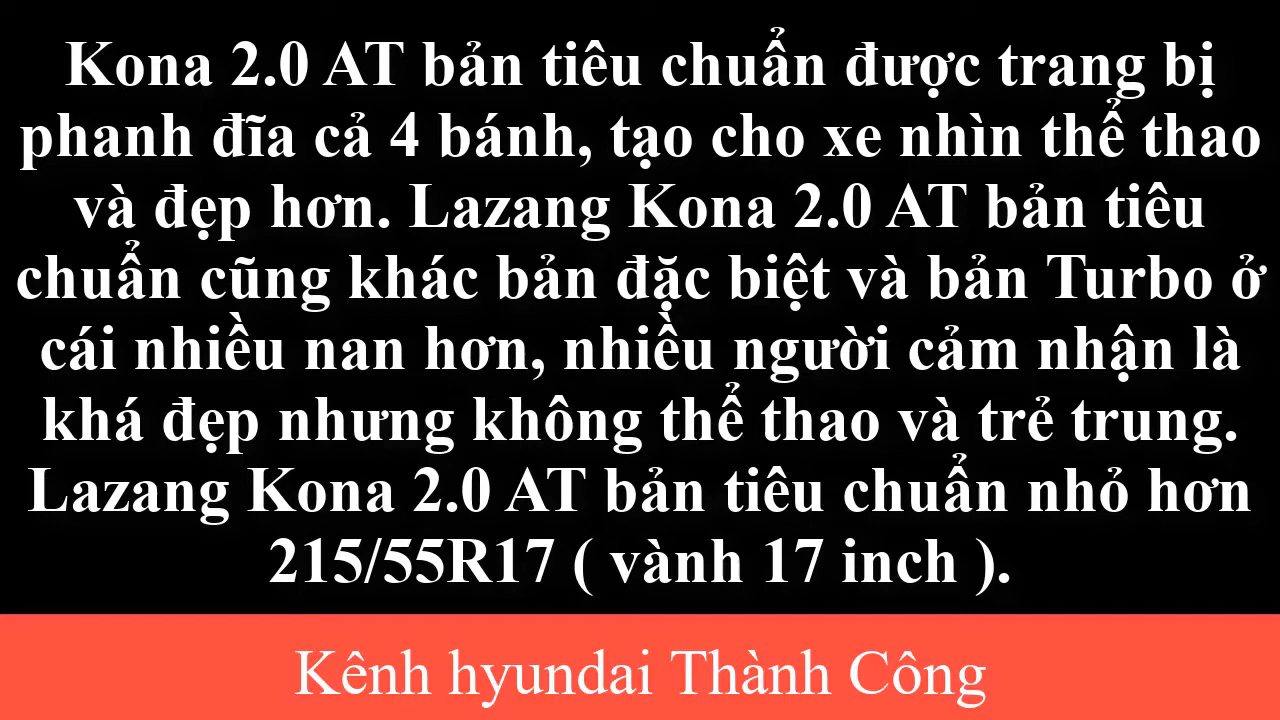 Kona 2.0 AT bản tiêu chuẩn được trang bị
phanh đĩa cả 4 bánh, tạo cho xe nhìn thể thao
và đẹp hơn. Lazang Kona 2.0 AT bản tiêu
chuẩn cũng khác bản đặc biệt và bản Turbo ở
cái nhiều nan hơn, nhiều người cảm nhận là
khá đẹp nhưng không thể thao và trẻ trung.
Lazang Kona 2.0 AT bản tiêu chuẩn nhỏ hơn
215/55R17 ( vành 17 inch ).
Kênh hyundai Thành Công